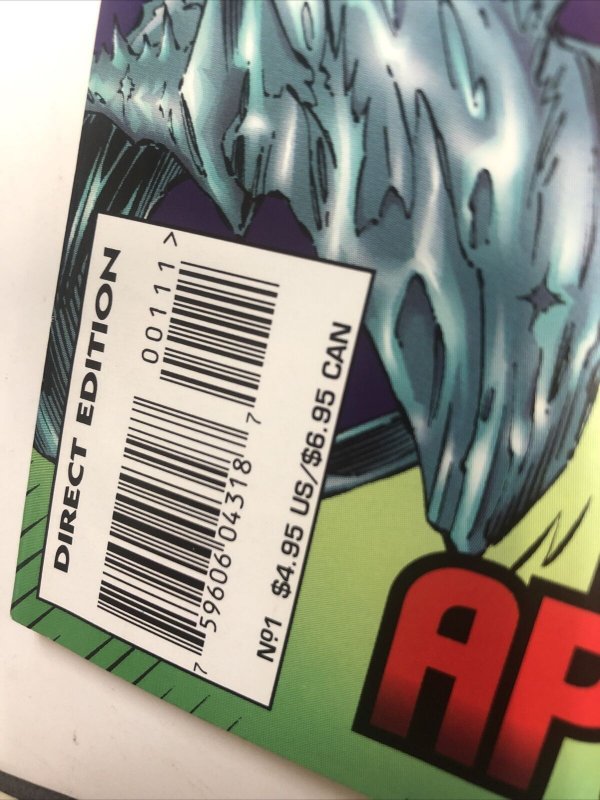 DIRECT EDITION
00111 >
7 59606 04318 7
Nº1 $4.95 US/$6.95 CAN
AP